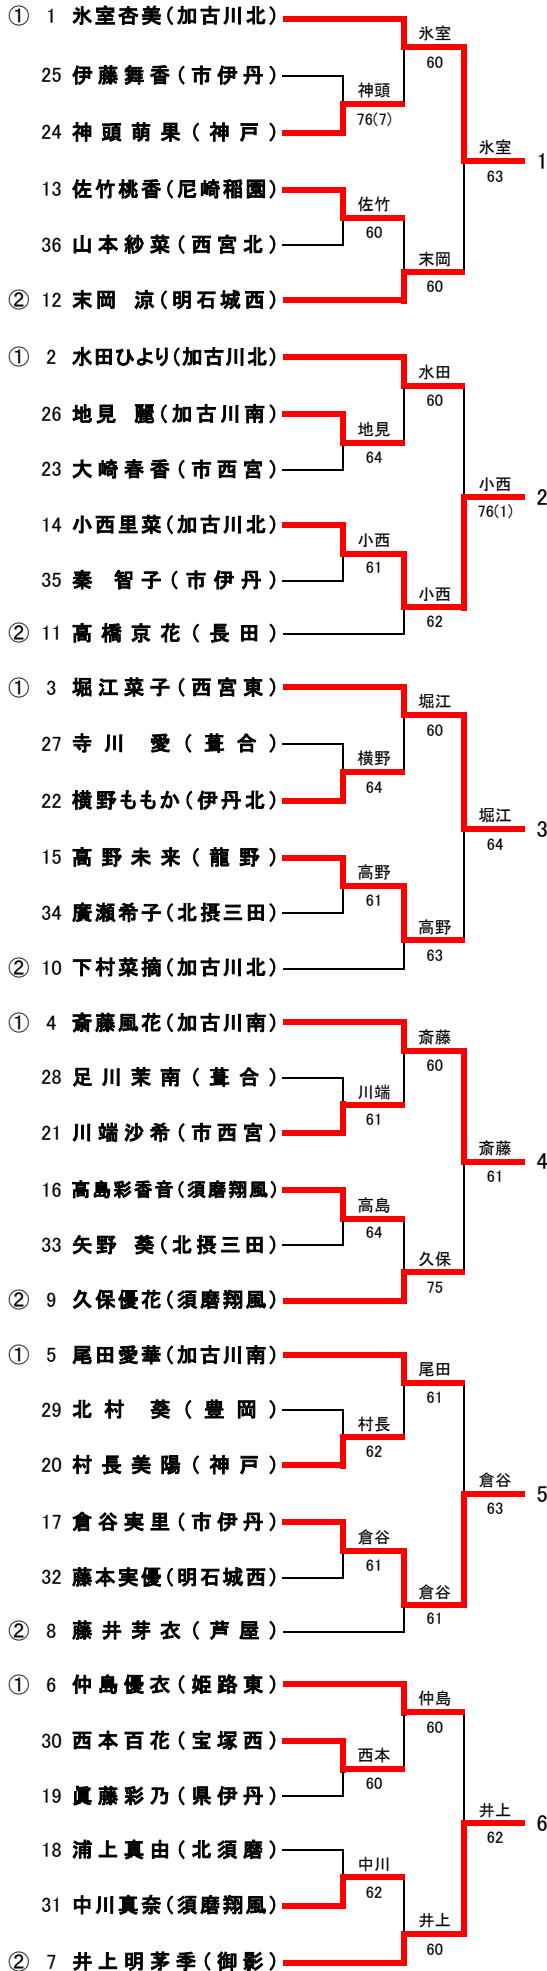 ① 1 氷室杏美(加古川北)
氷室
60
25 伊藤舞香(市伊丹)
神頭
76(7)
24 神頭萌果(神戸)
氷室
63
1
13 佐竹桃香(尼崎稲園)
佐竹
60
36 山本紗菜(西宮北)
末岡
60
② 12 末岡 涼(明石城西)
① 2 水田ひより(加古川北)
水田
60
26 地見 麗(加古川南)
地見
64
23 大崎春香(市西宮)
小西
76(1)
2
14 小西里菜(加古川北)
小西
61
35 秦 智子(市伊丹)
小西
62
② 11 高橋京花(長田)
① 3 堀江菜子(西宮東)
堀江
60
27 寺川 愛(葺合)
横野
64
22 横野ももか(伊丹北)
堀江
64
3
15 高野未来(龍野)
高野
61
34 廣瀬希子(北摂三田)
高野
63
② 10 下村菜摘(加古川北)
① 4 斎藤風花(加古川南)
斎藤
60
28 足川茉南(葺合)
川端
61
21 川端沙希(市西宮)
斎藤
61
4
16 高島彩香音(須磨翔風)
高島
64
33 矢野 葵(北摂三田)
久保
75
② 9 久保優花(須磨翔風)
① 5 尾田愛華(加古川南)
尾田
61
29 北村 葵(豊岡)
村長
62
20 村長美陽(神戸)
倉谷
63
5
17 倉谷実里(市伊丹)
倉谷
61
32 藤本実優(明石城西)
倉谷
61
② 8 藤井芽衣(芦屋)
① 6 仲島優衣(姫路東)
仲島
60
30 西本百花(宝塚西)
西本
60
19 眞藤彩乃(県伊丹)
井上
62
6
18 浦上真由(北須磨)
中川
62
31 中川真奈(須磨翔風)
井上
60
② 7 井上明茅季(御影)